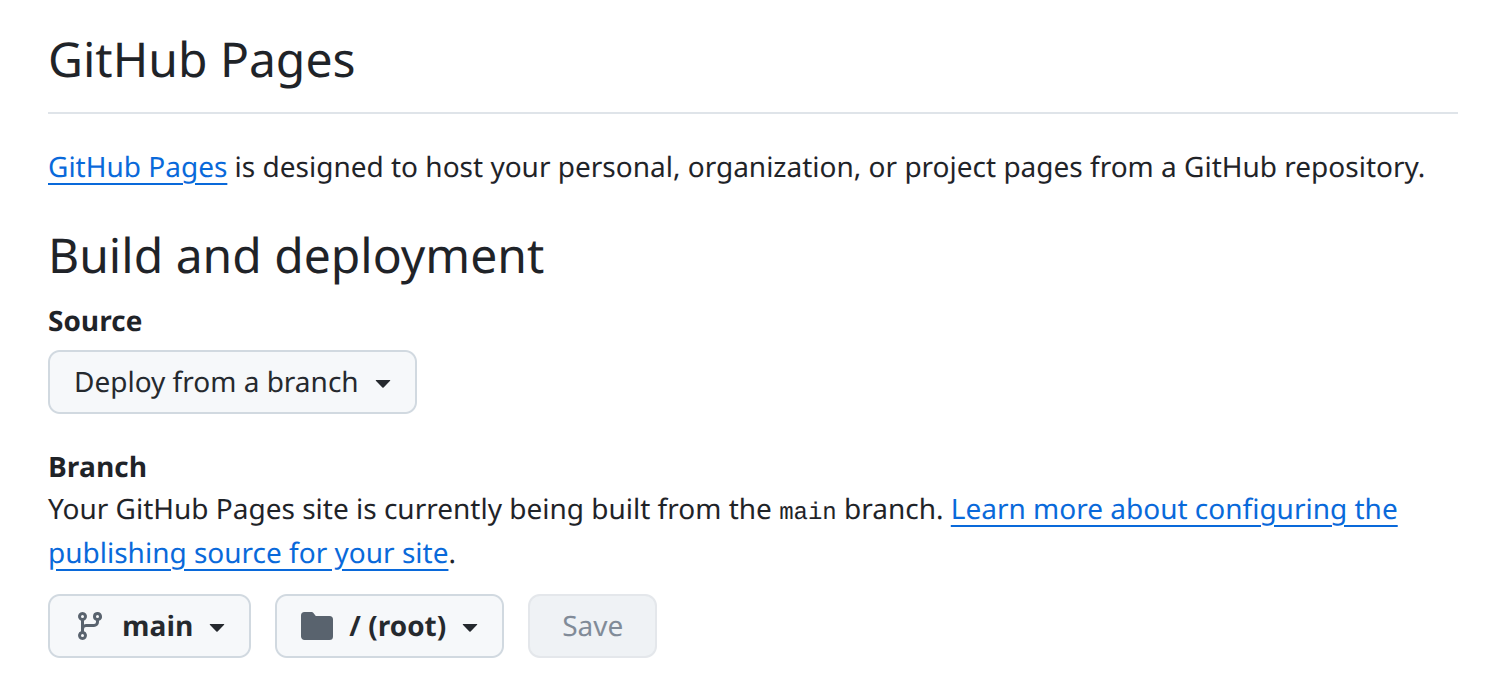 GitHub Pages
GitHub Pages is designed to host your personal, organization, or project pages from a GitHub repository.
Build and deployment
Source
Deploy from a branch
Branch
Your GitHub Pages site is currently being built from the main branch. Learn more about configuring the
publishing source for your site.
main / (root) Save